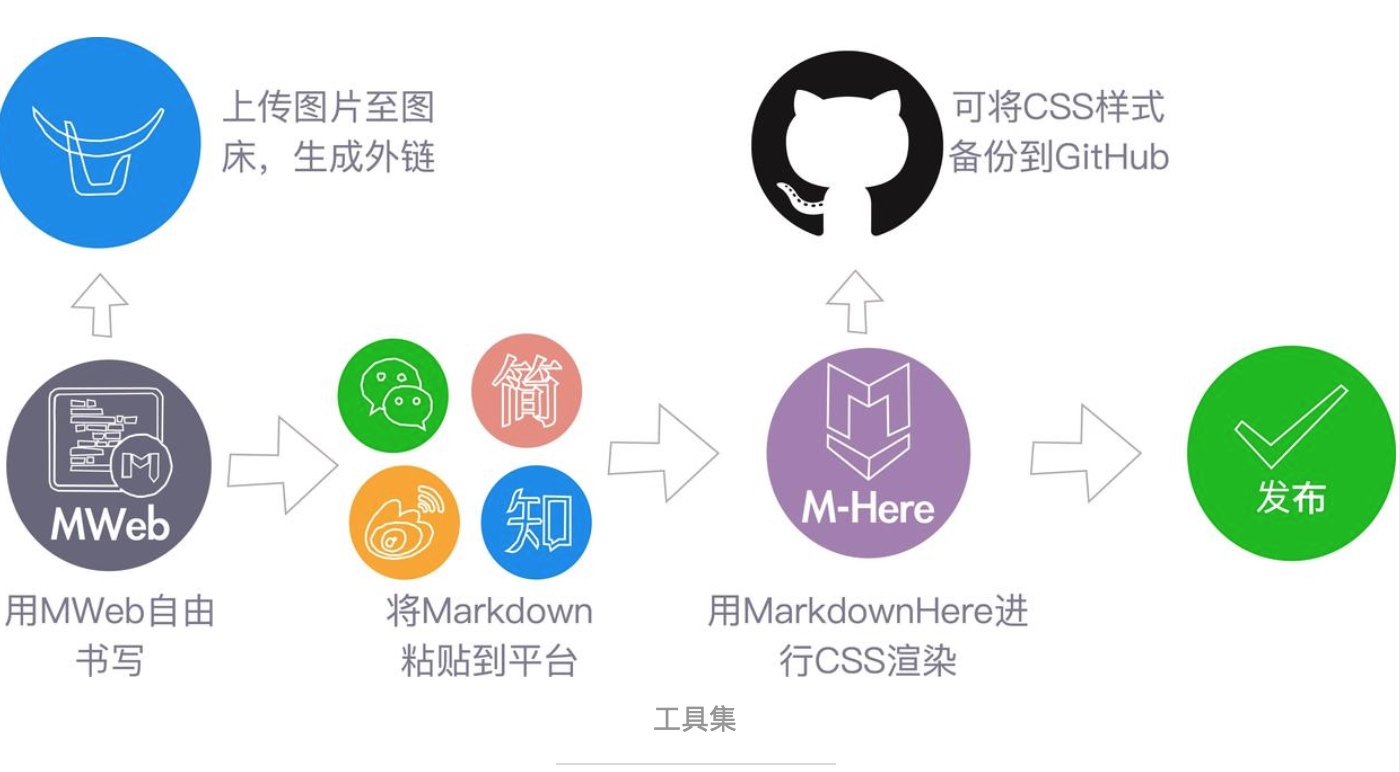 上传图片至图
床，生成外链
可将CSS样式
备份到GitHub
MWeb
简
知
M-Here
发布
用MWeb自由
书写
将Markdown
粘贴到平台
用MarkdownHere进
行CSS渲染
工具集